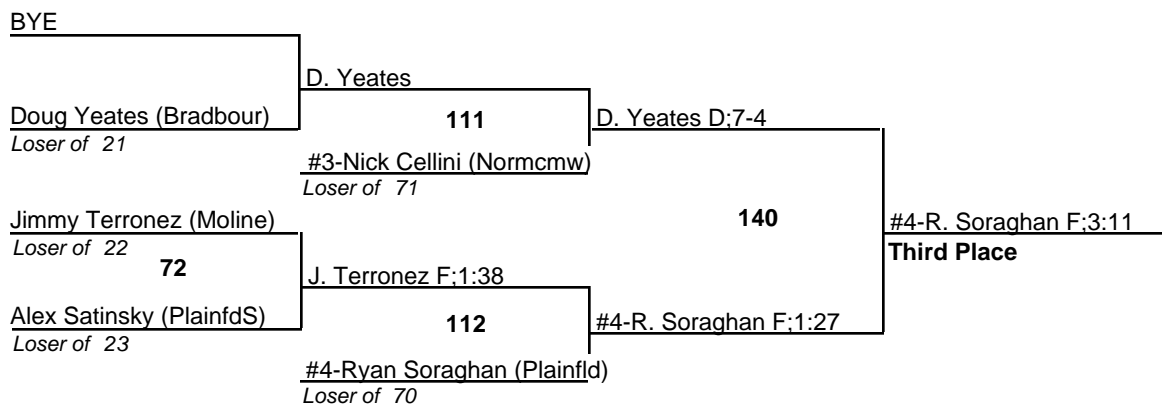 BYE
D. Yeates
Doug Yeates (Bradbour)
111
D. Yeates D;7-4
Loser of 21
#3-Nick Cellini (Normcmw)
Loser of 71
Jimmy Terronez (Moline)
140
#4-R. Soraghan F;3:11
Loser of 22
72
Third Place
J. Terronez F;1:38
Alex Satinsky (PlainfdS)
112
#4-R. Soraghan F;1:27
Loser of 23
#4-Ryan Soraghan (Plainfld)
Loser of 70